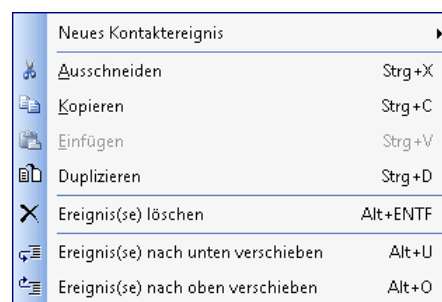 Neues Kontaktereignis
Ausschneiden Strg+X
Kopieren Strg+C
Einfügen Strg+V
Duplizieren Strg+D
Ereignis(se) löschen Alt+ENTF
Ereignis(se) nach unten verschieben Alt+U
Ereignis(se) nach oben verschieben Alt+O